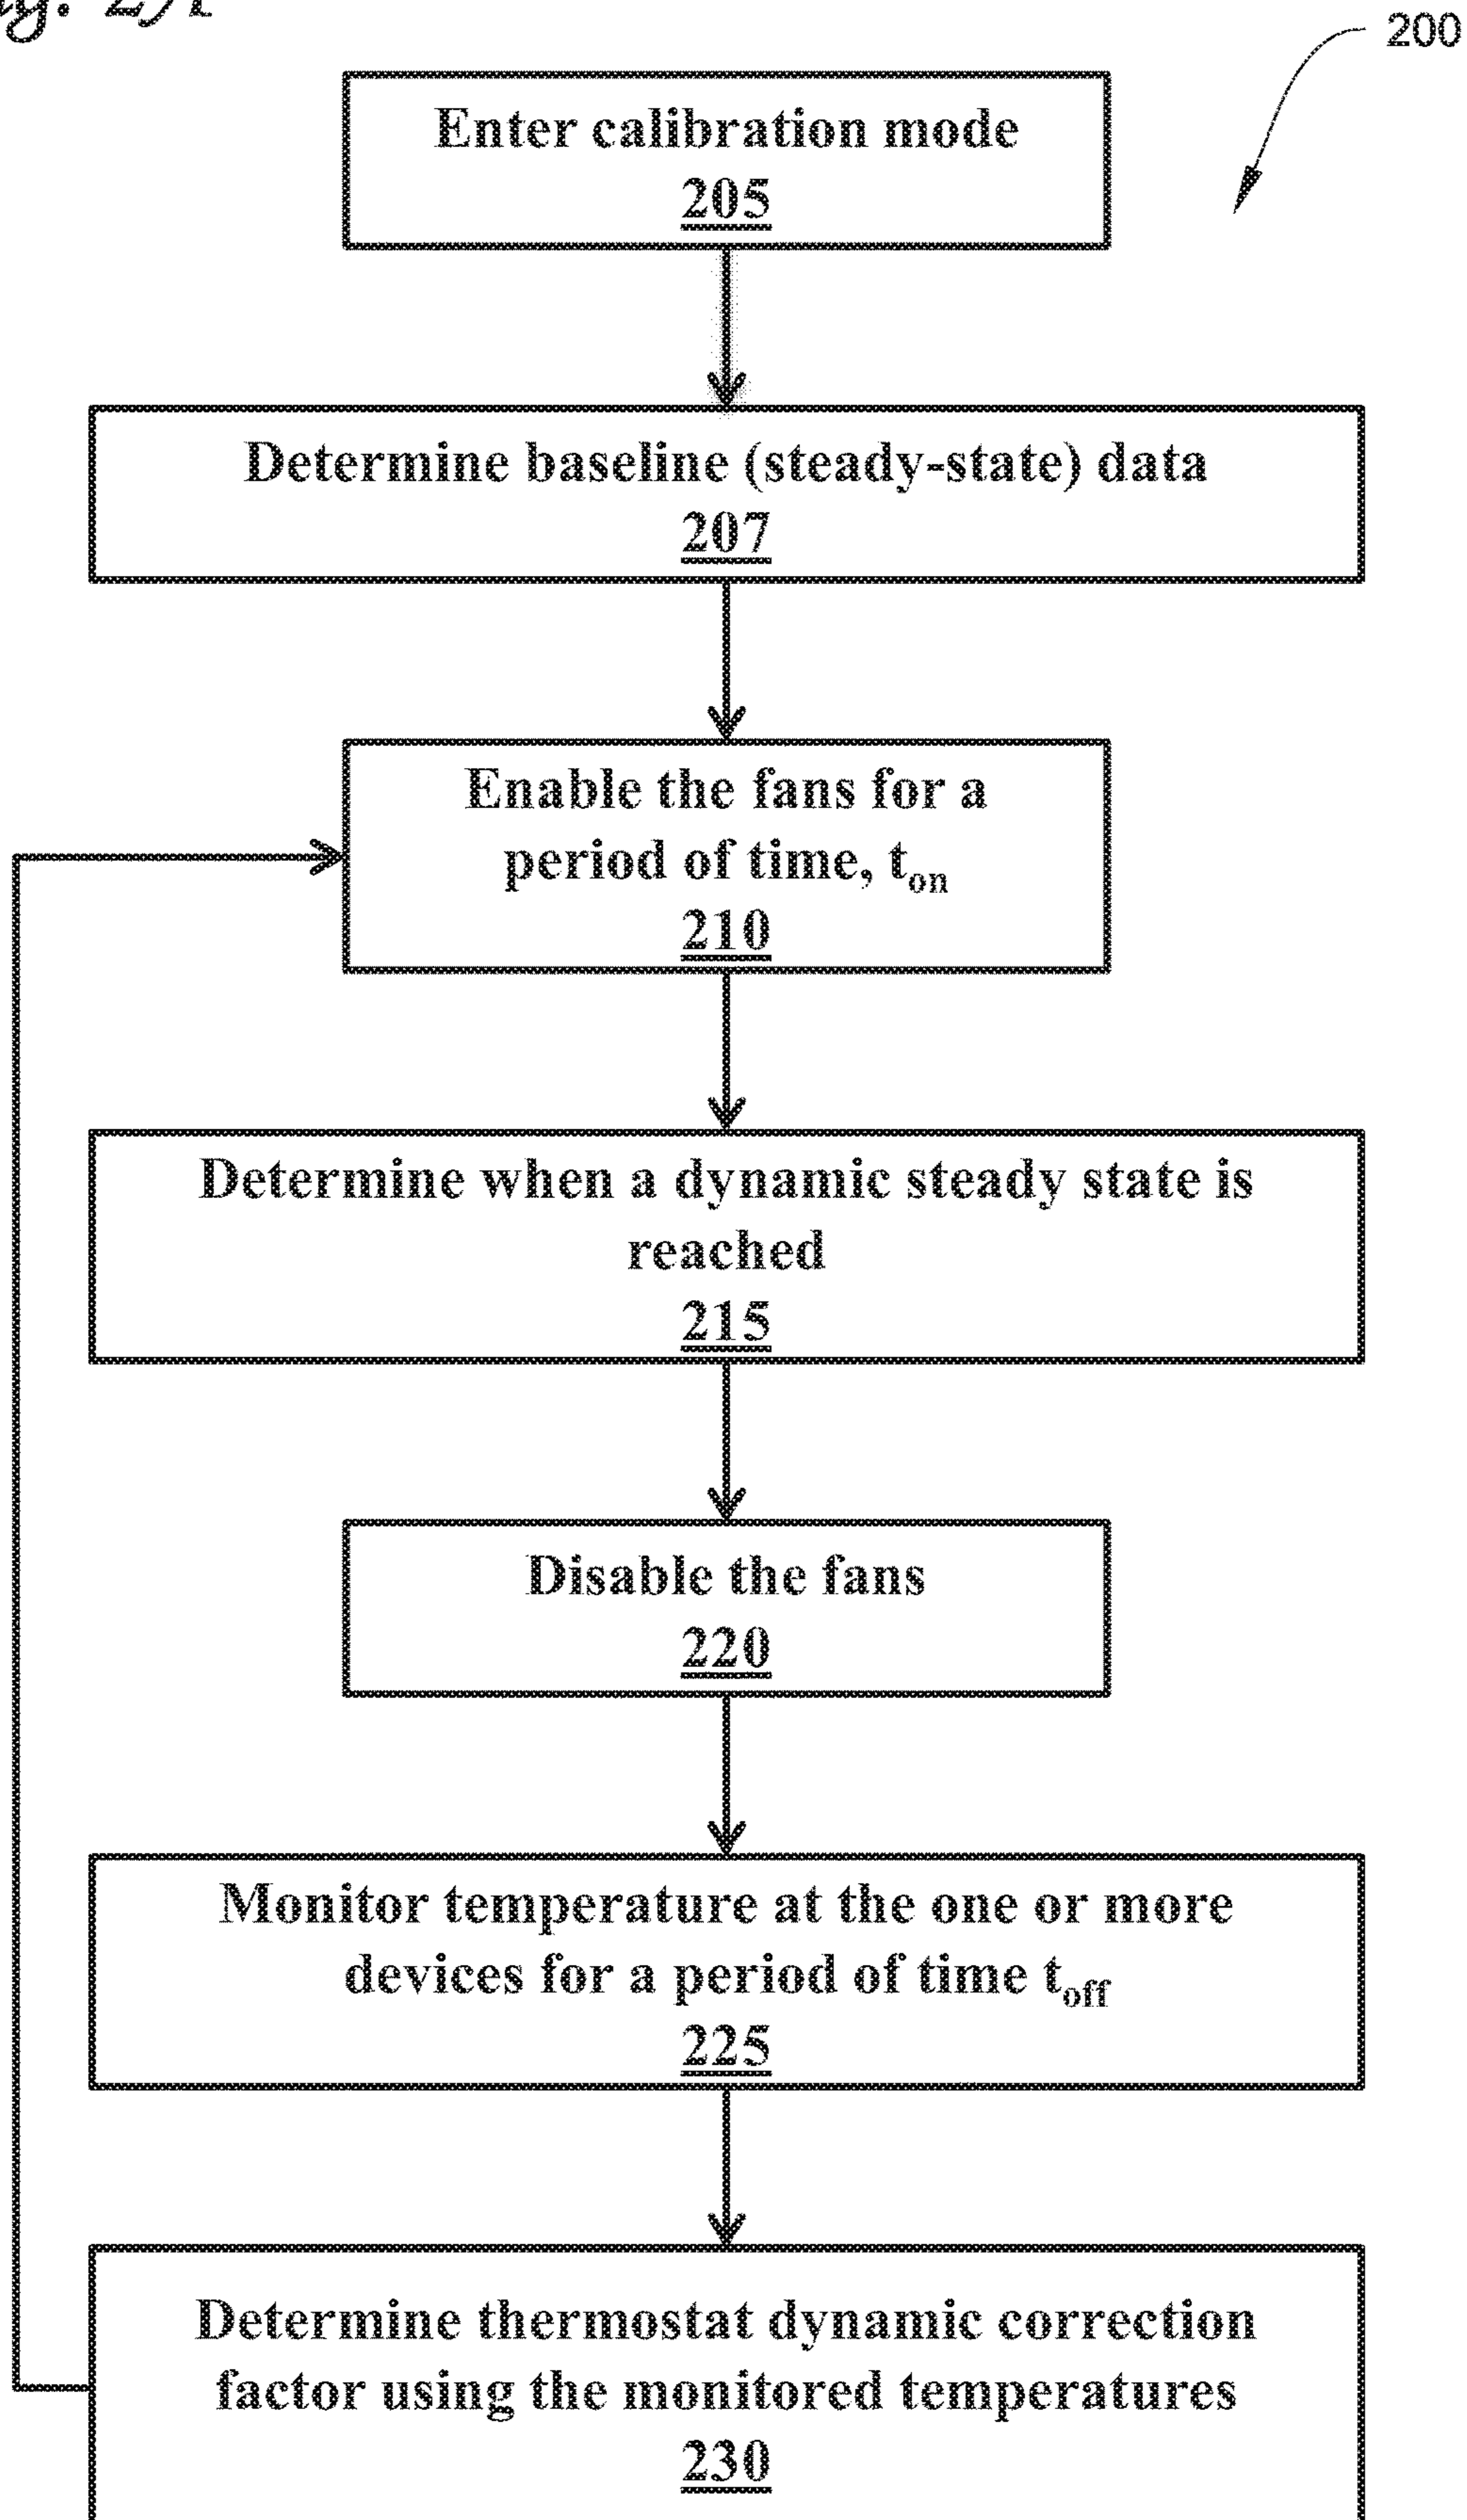 200
Enter calibration mode
205
Determine baseline (steady-state) data
207
Enable the fans for a
period of time, ton
210
Determine when a dynamic steady state is
reached
215
Disable the fans
220
Monitor temperature at the one or more
devices for a period of time toff
225
Determine thermostat dynamic correction
factor using the monitored temperatures
230